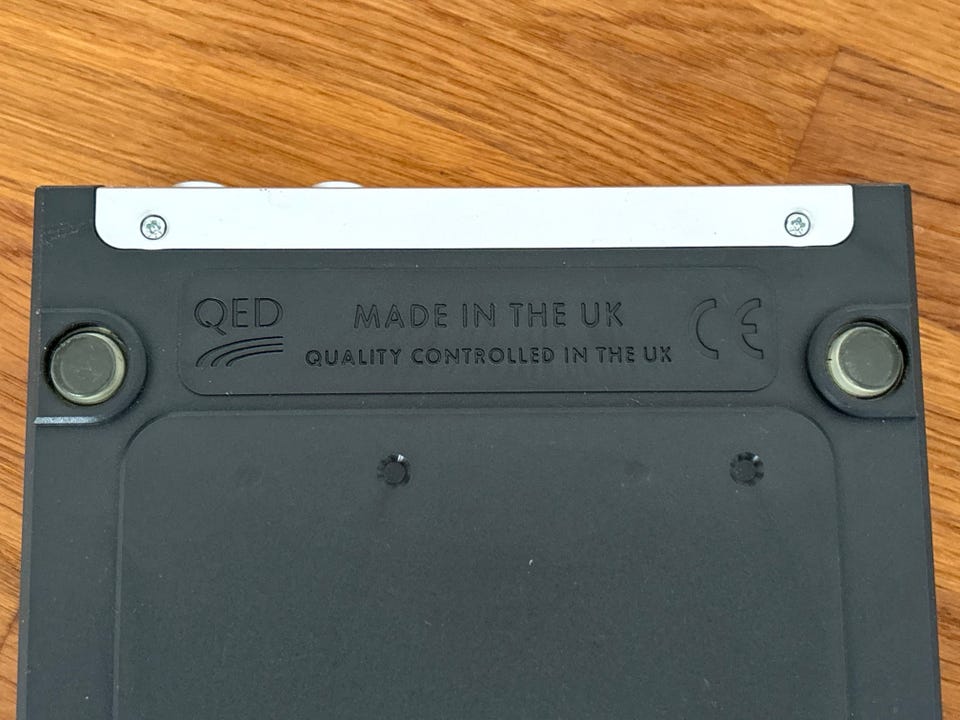 QED
MADE IN THE UK
QUALITY CONTROLLED IN THE UK
CE